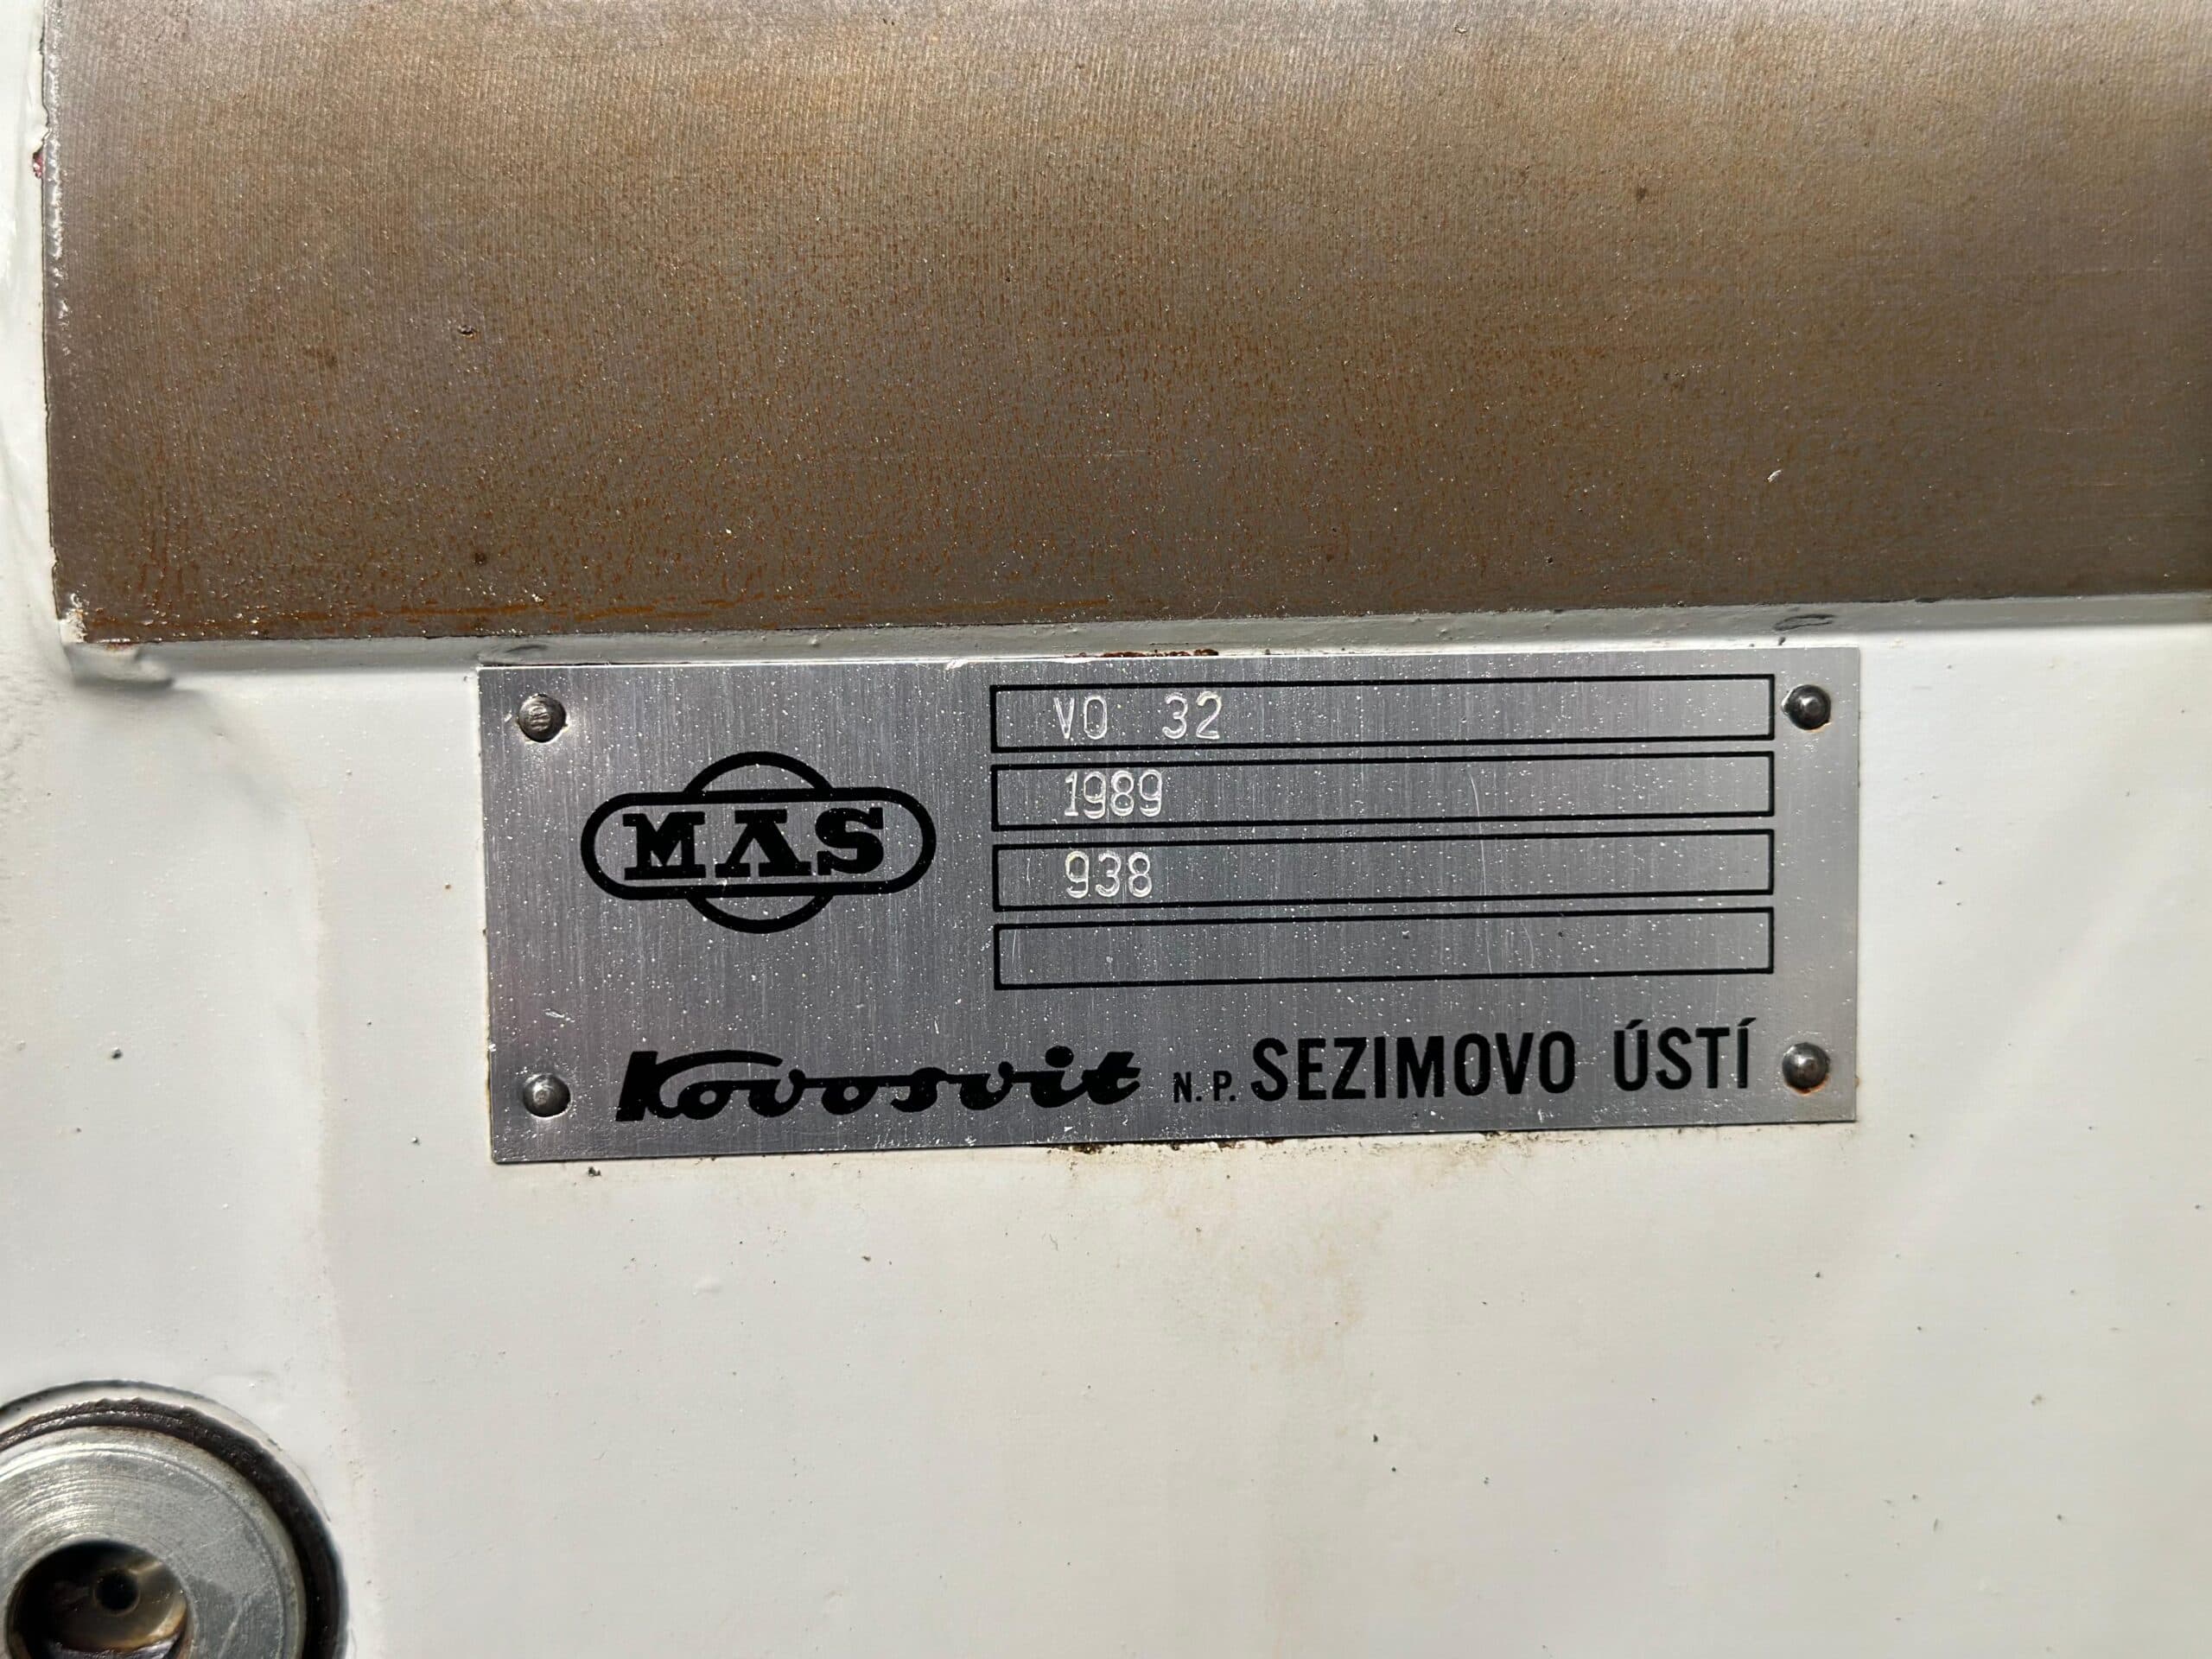 VO 32
1989
938
MAS
Kovosvit N.P. SEZIMOVO ÚSTÍ